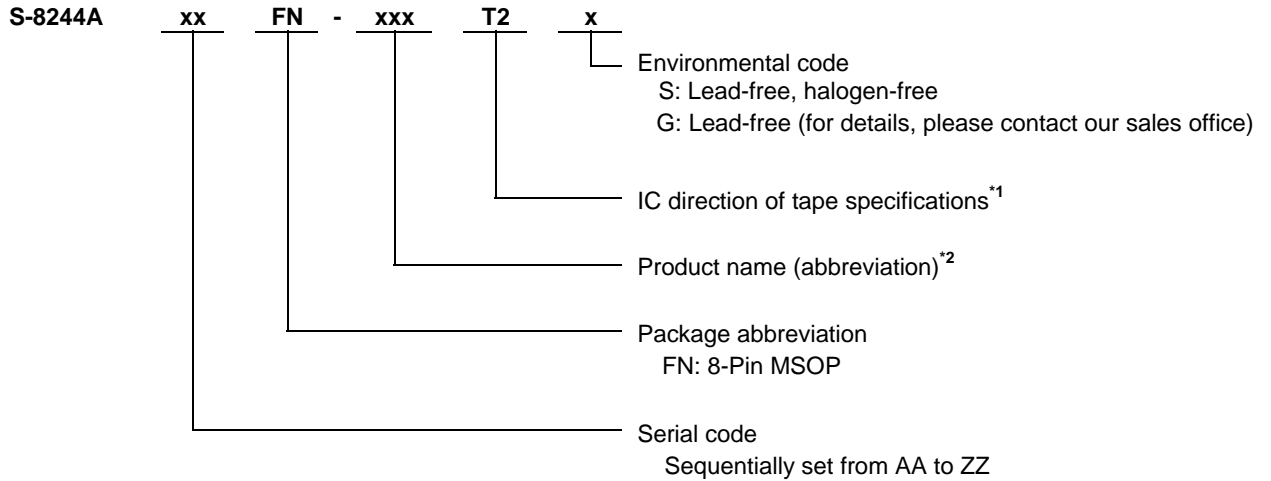 S-8244A xx FN - xxx T2 x
Environmental code
S: Lead-free, halogen-free
G: Lead-free (for details, please contact our sales office)
IC direction of tape specifications*1
Product name (abbreviation)*2
Package abbreviation
FN: 8-Pin MSOP
Serial code
Sequentially set from AA to ZZ